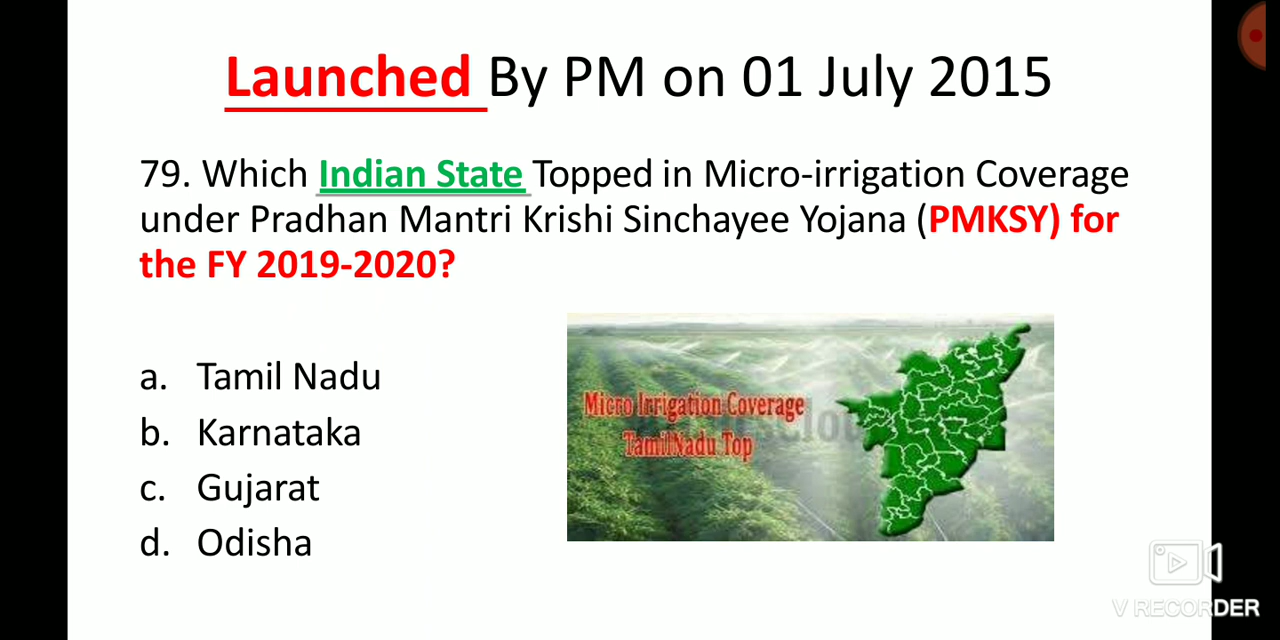 Launched By PM on 01 July 2015
79. Which Indian State Topped in Micro-irrigation Coverage
under Pradhan Mantri Krishi Sinchayee Yojana (PMKSY) for
the FY 2019-2020?
a. Tamil Nadu
b. Karnataka
c. Gujarat
d. Odisha
Micro Irrigation Coverage
TamilNadu Top
V RECORDER